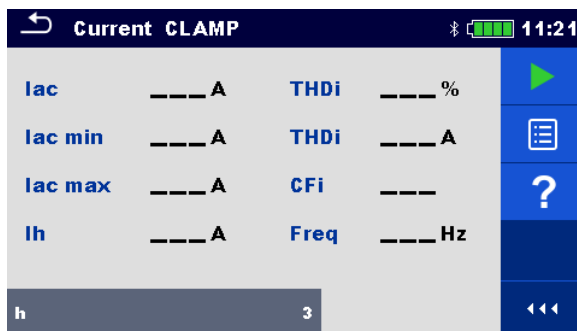 Current CLAMP 11:21
Iac ___A THDi ___%
Iac min ___A THDi ___A
Iac max ___A CFi ___
Ih ___A Freq ___Hz
?
h 3